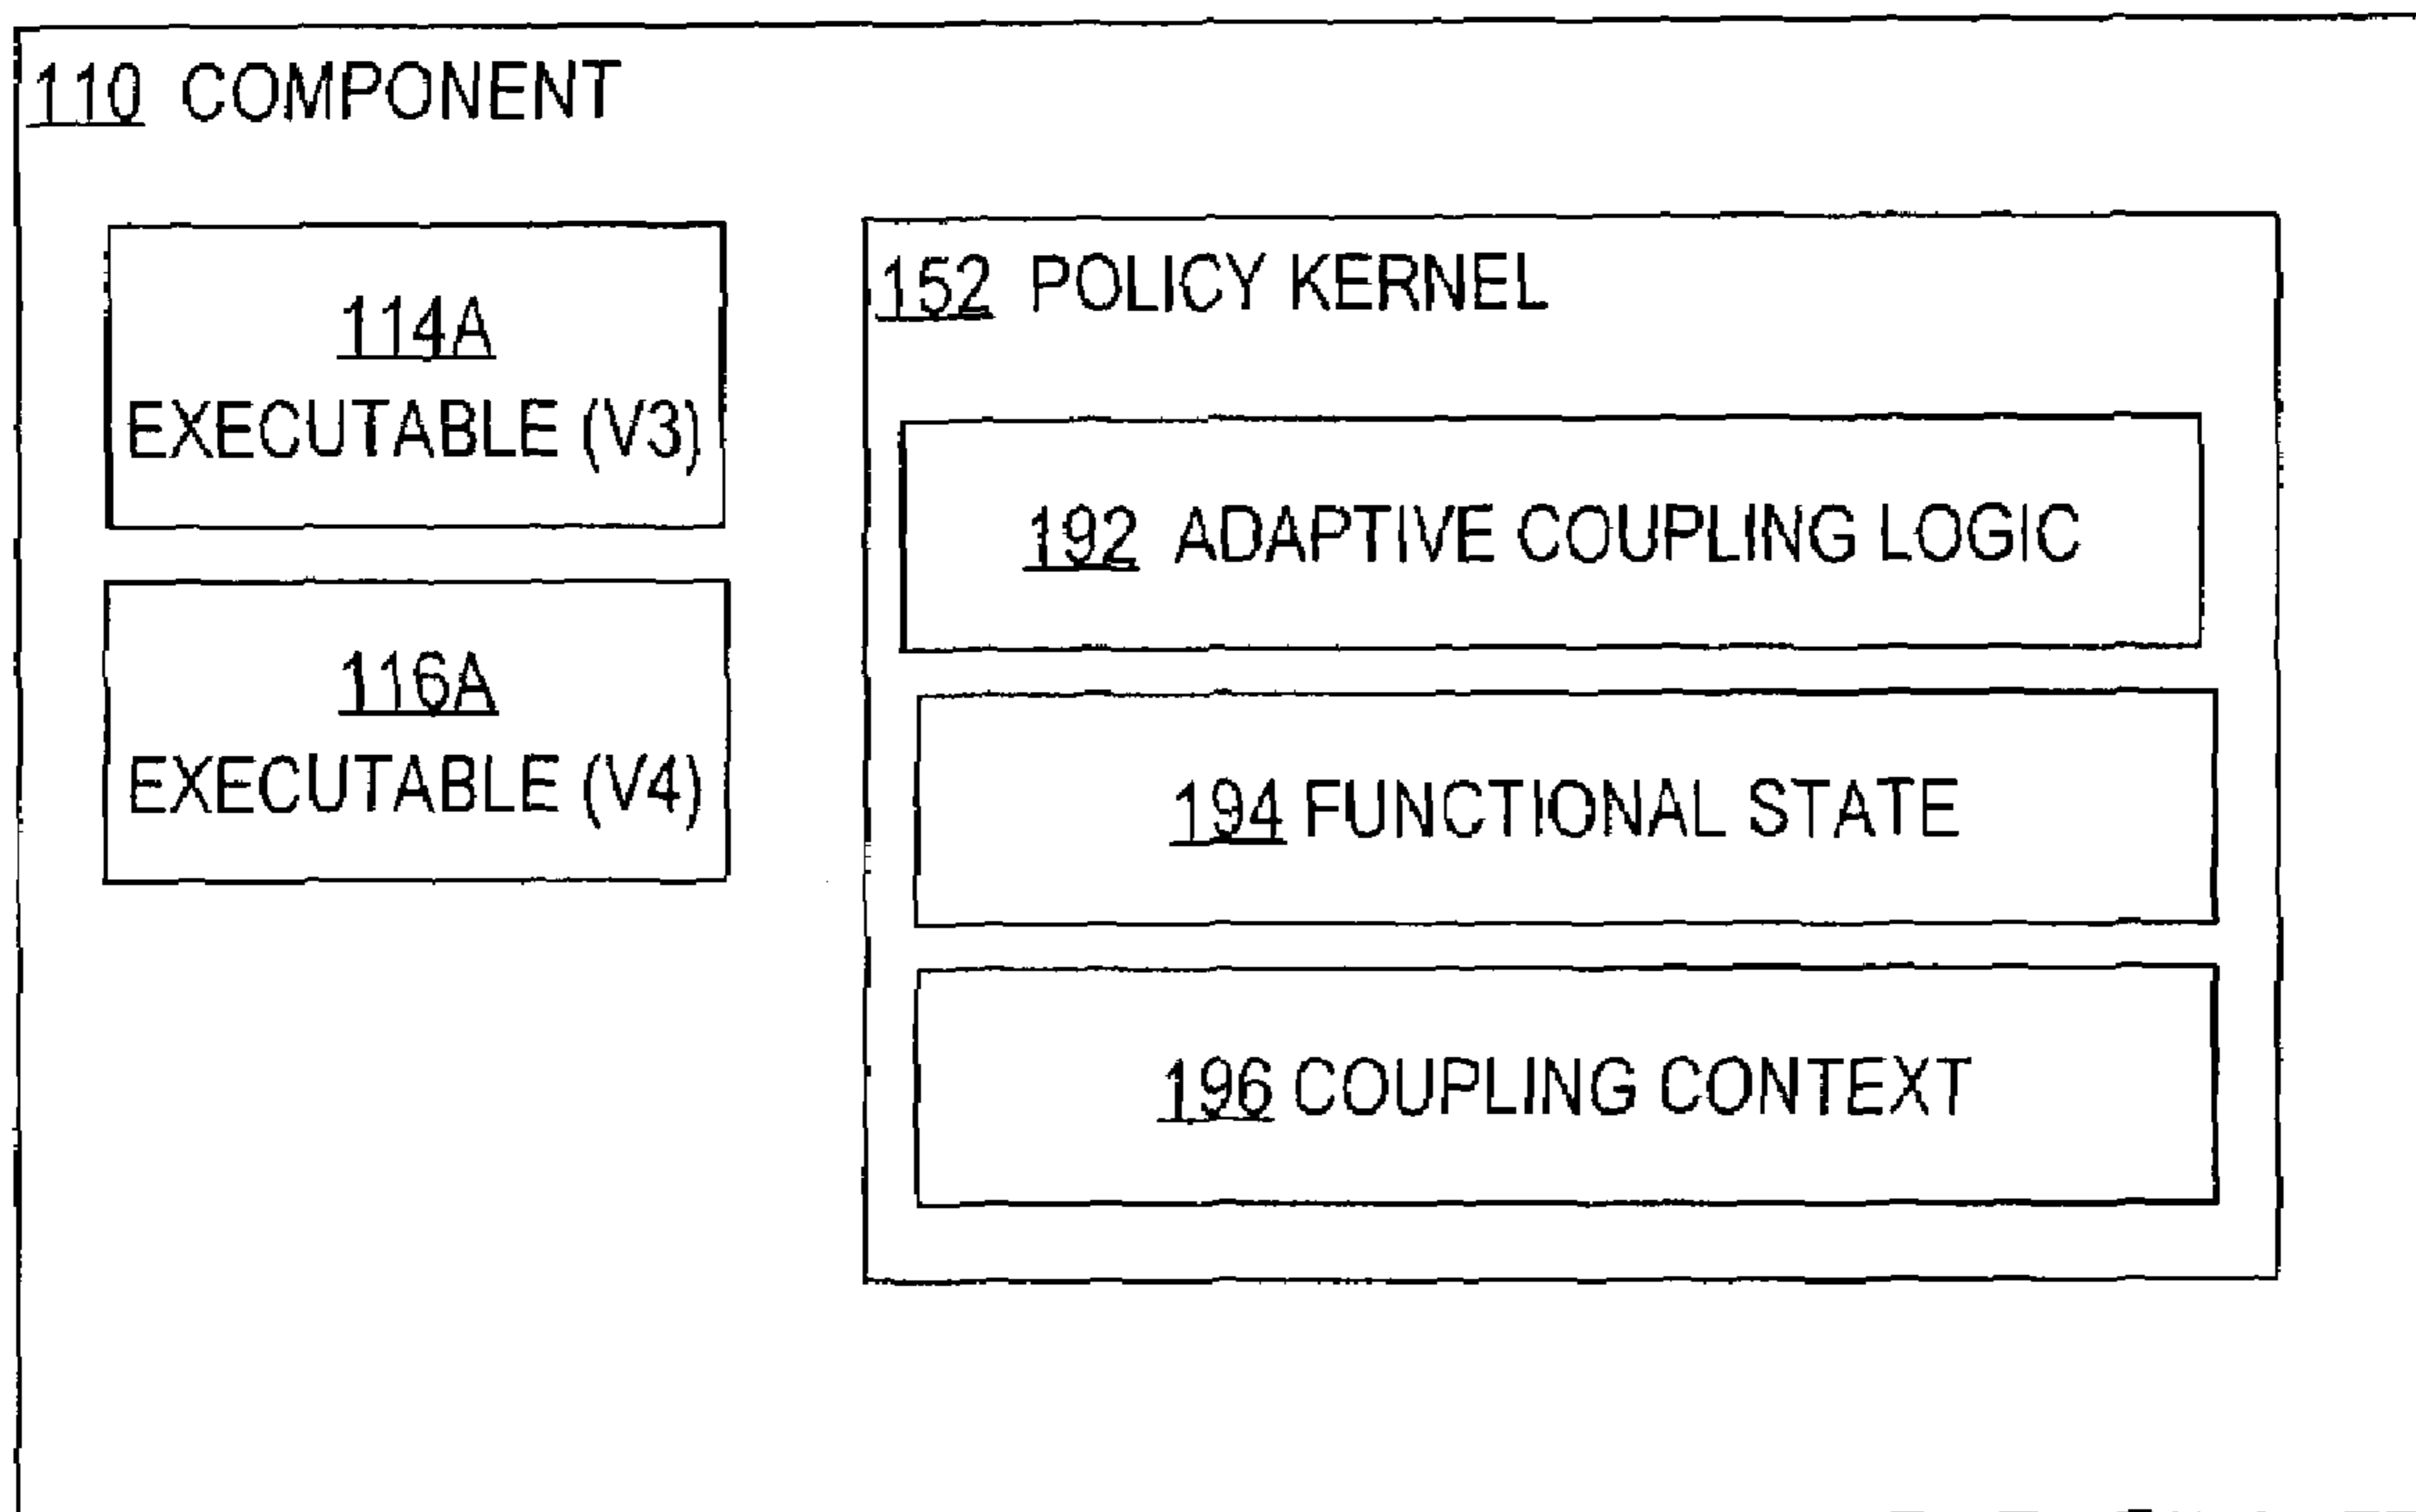 110 COMPONENT
114A
EXECUTABLE (V3)
116A
EXECUTABLE (V4)
152 POLICY KERNEL
192 ADAPTIVE COUPLING LOGIC
194 FUNCTIONAL STATE
196 COUPLING CONTEXT